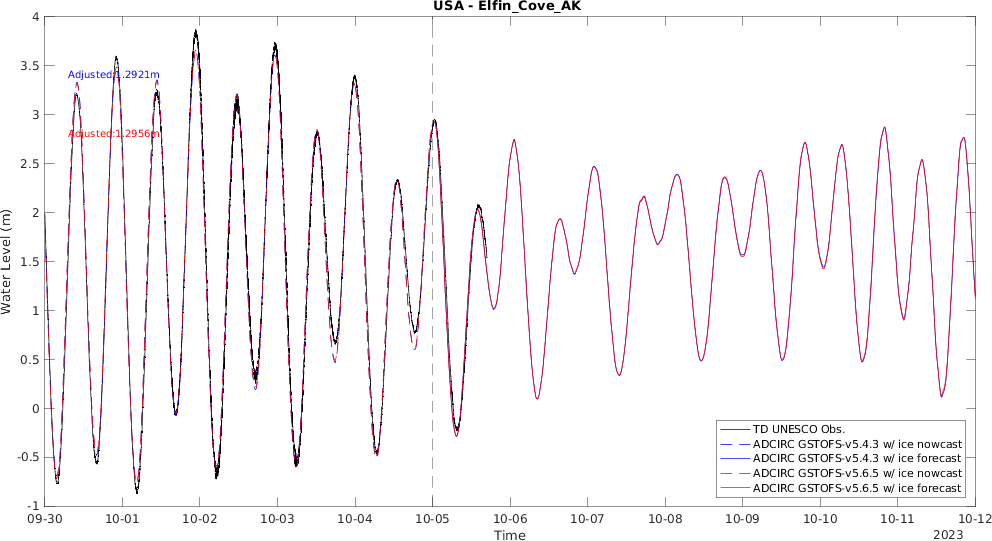 USA - Elfin_Cove_AK
4
3.5
3
2.5
2
1.5
1
0.5
0
-0.5
-1
Water Level (m)
Adjusted:1.2921m
Adjusted:1.2956m
TD UNESCO Obs.
ADCIRC GSTOFS-v5.4.3 w/ ice nowcast
ADCIRC GSTOFS-v5.4.3 w/ ice forecast
ADCIRC GSTOFS-v5.6.5 w/ ice nowcast
ADCIRC GSTOFS-v5.6.5 w/ ice forecast
09-30 10-01 10-02 10-03 10-04 10-05 10-06 10-07 10-08 10-09 10-10 10-11 10-12
Time
2023